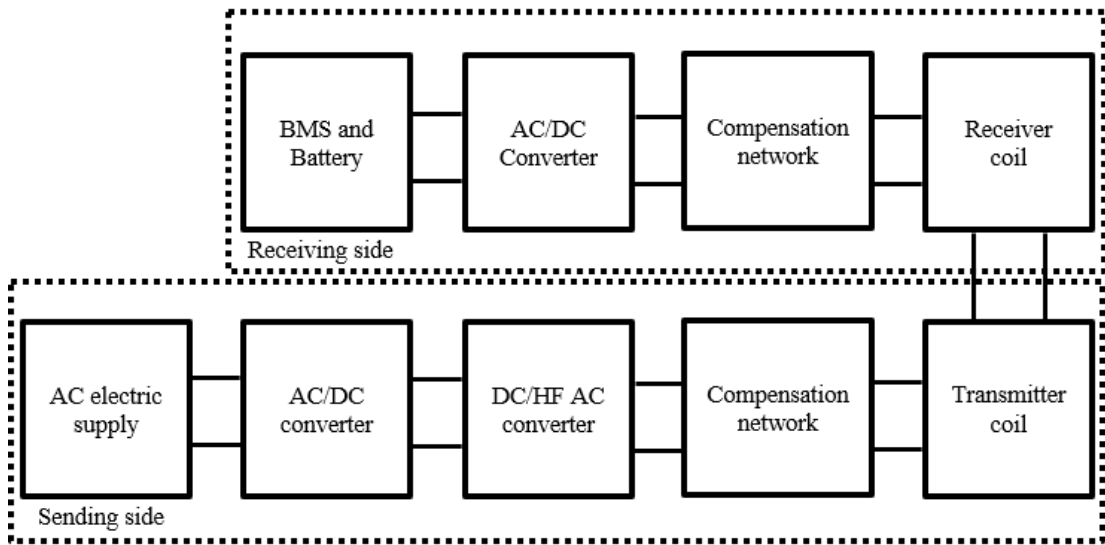 BMS and
Battery
AC/DC
Converter
Compensation
network
Receiver
coil
Receiving side
AC electric
supply
AC/DC
converter
DC/HF AC
converter
Compensation
network
Transmitter
coil
Sending side